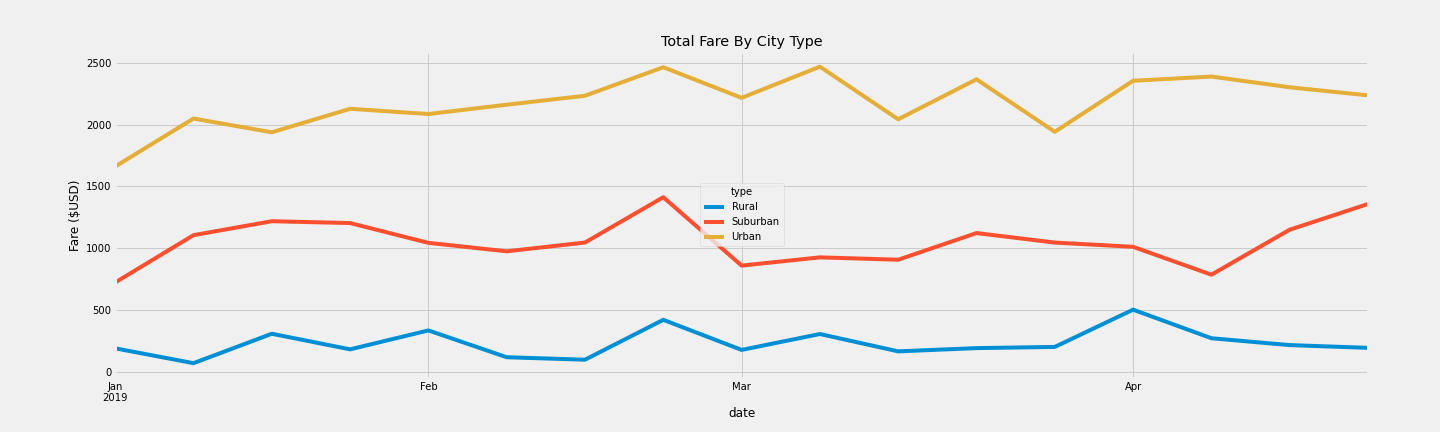 Total Fare By City Type
Fare ($USD)
2500
2000
1500
1000
500
0
type
Rural
Suburban
Urban
Jan
2019
Feb
Mar
Apr
date